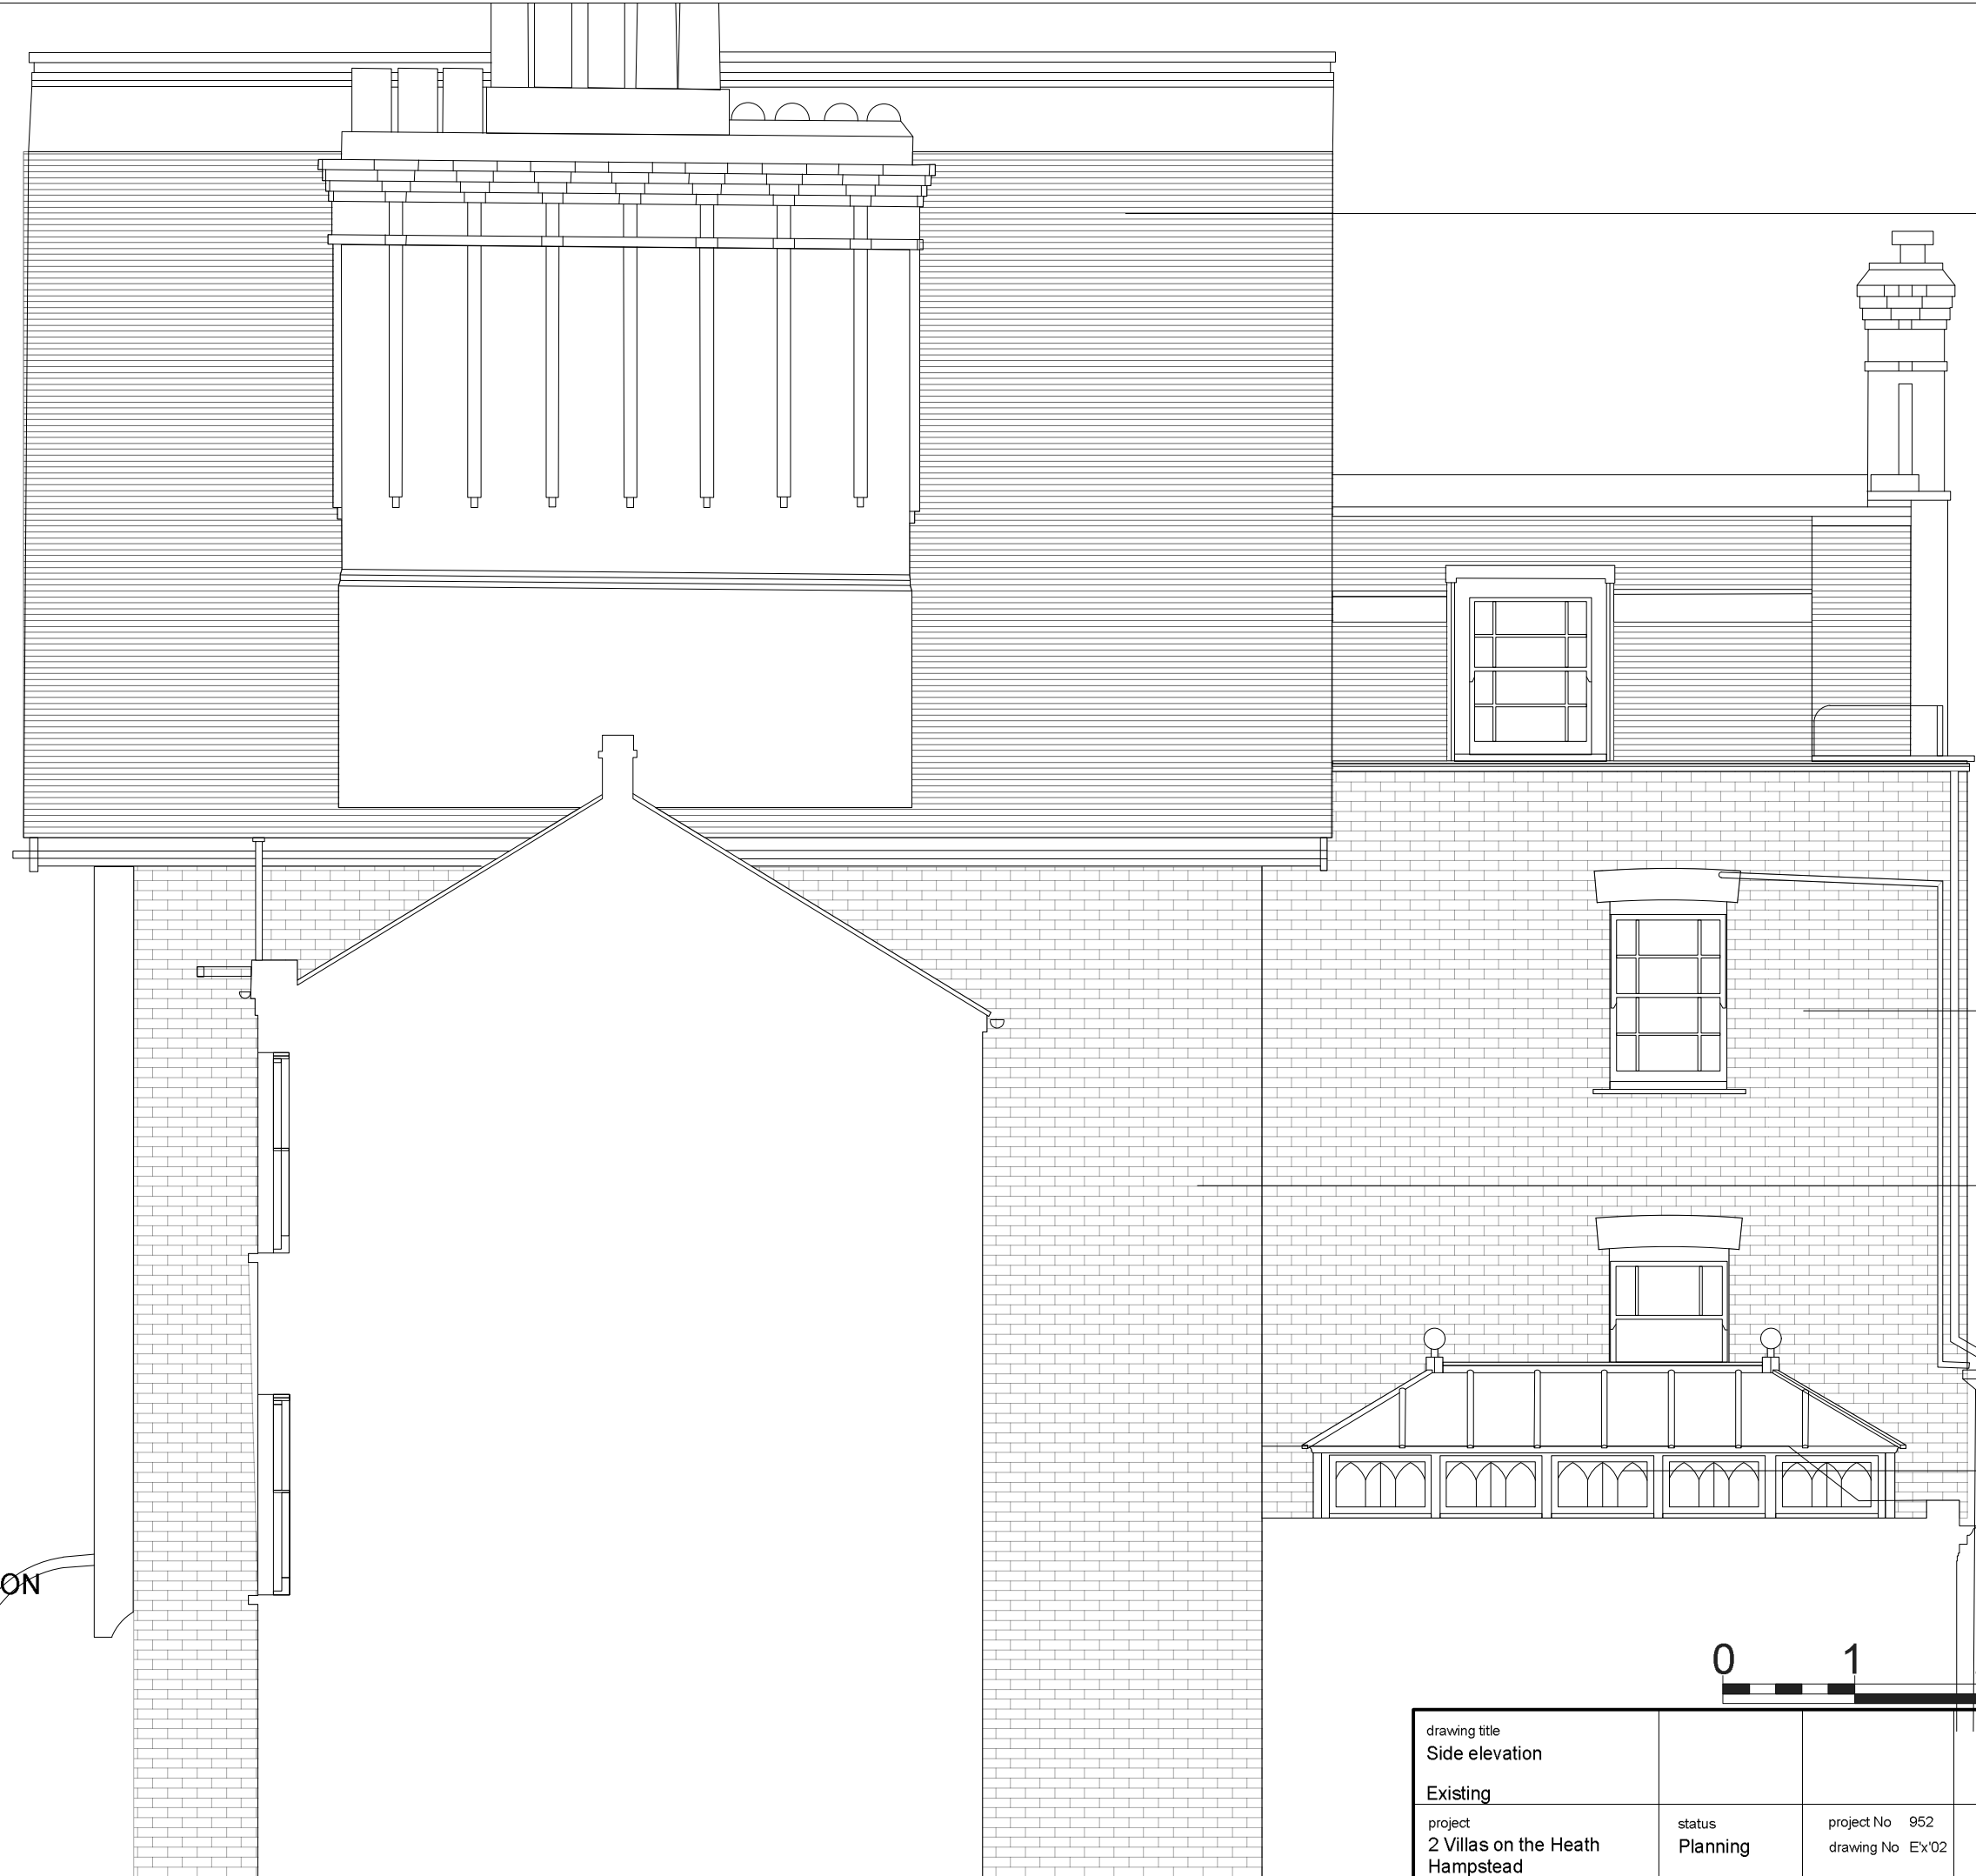 ON
0 1
drawing title
Side elevation
Existing
project
2 Villas on the Heath
Hampstead
status
Planning
project No 952
drawing No E'x'02